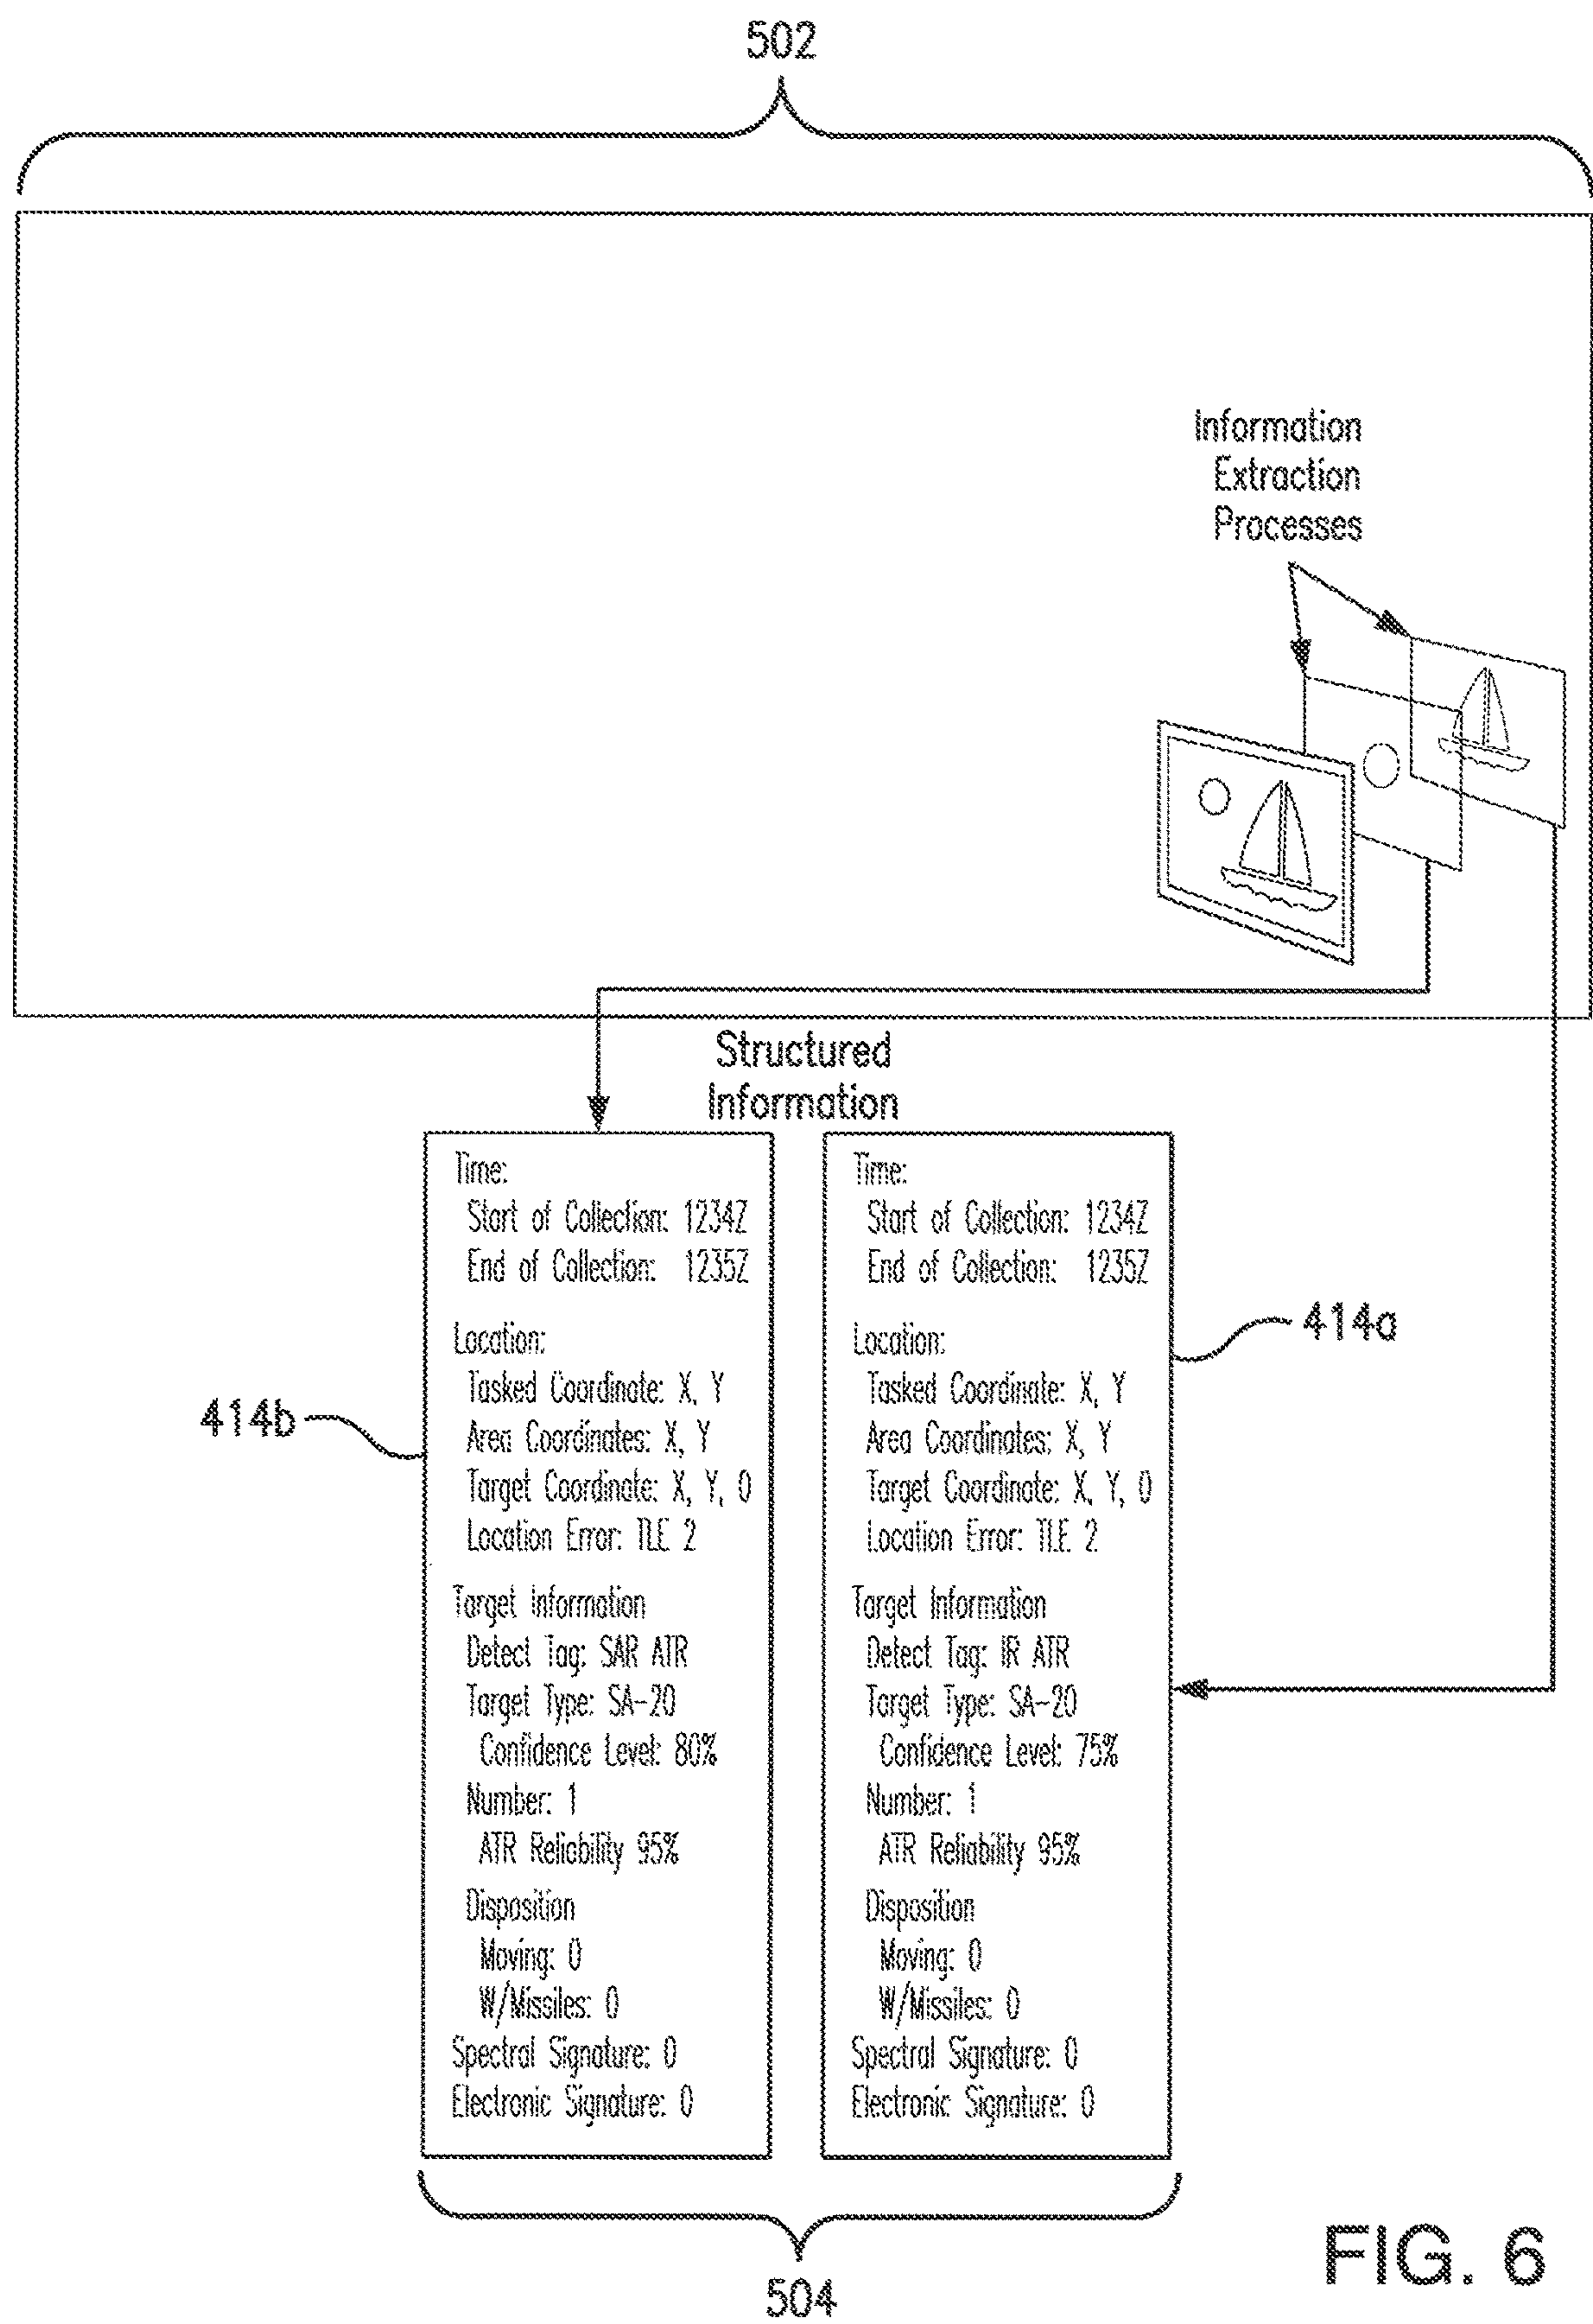 502
Information
Extraction
Processes
Structured
Information
Time:
Start of Collection: 1234Z
End of Collection: 1235Z
Location:
Tasked Coordinate: X, Y
Area Coordinates: X, Y
Target Coordinate: X, Y, 0
Location Error: TLE 2
Target Information
Detect Tag: SAR ATR
Target Type: SA-20
Confidence Level: 80%
Number: 1
ATR Reliability 95%
Disposition
Moving: 0
W/Missiles: 0
Spectral Signature: 0
Electronic Signature: 0
414b
Time:
Start of Collection: 1234Z
End of Collection: 1235Z
Location:
Tasked Coordinate: X, Y
Area Coordinates: X, Y
Target Coordinate: X, Y, 0
Location Error: TLE 2
Target Information
Detect Tag: IR ATR
Target Type: SA-20
Confidence Level: 75%
Number: 1
ATR Reliability 95%
Disposition
Moving: 0
W/Missiles: 0
Spectral Signature: 0
Electronic Signature: 0
414a
504
FIG. 6